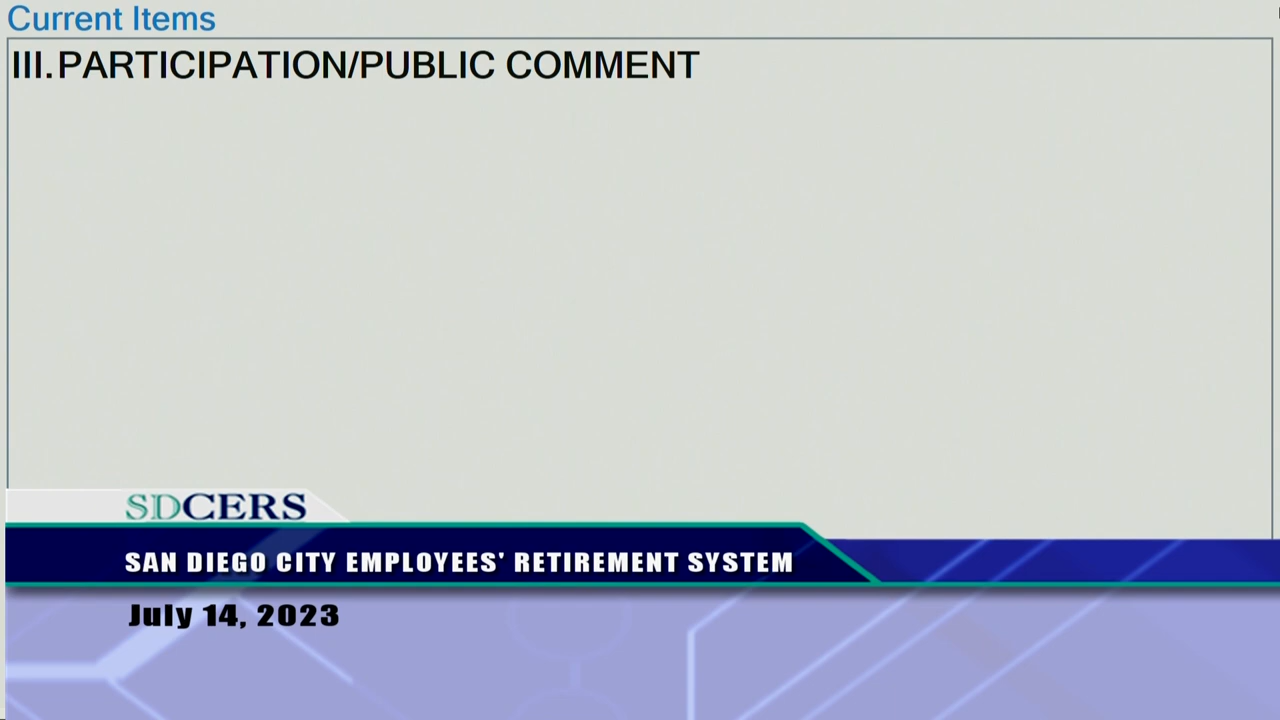 Current Items
III. PARTICIPATION/PUBLIC COMMENT
SDCERS
SAN DIEGO CITY EMPLOYEES' RETIREMENT SYSTEM
July 14, 2023